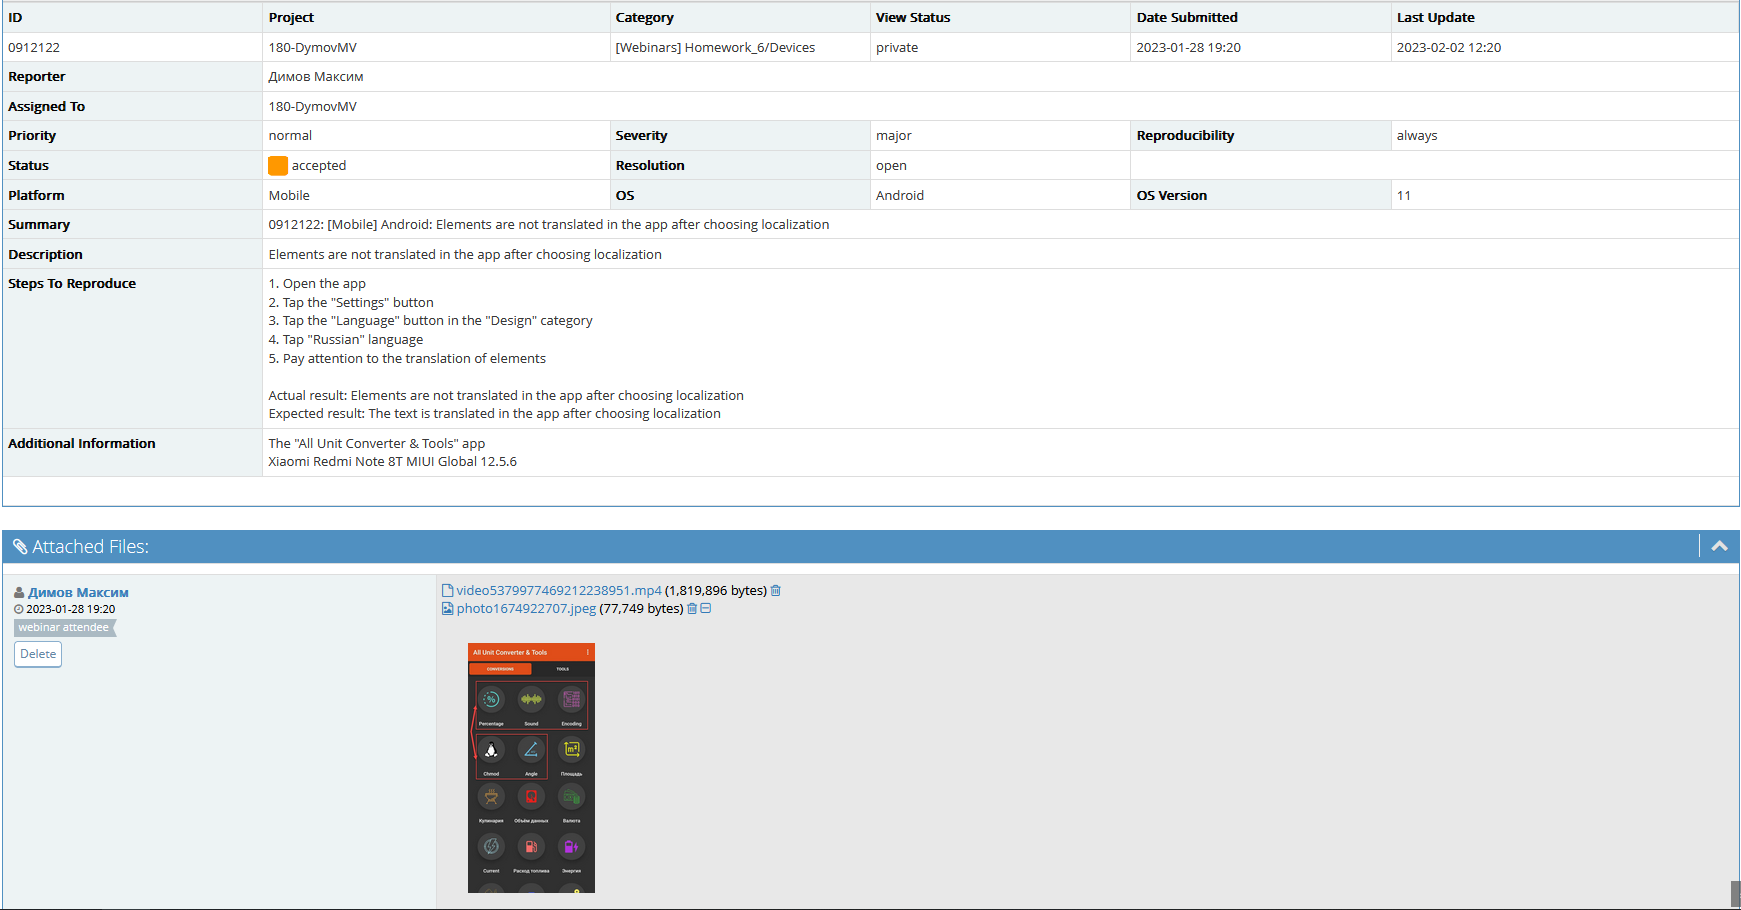 ID Project Category View Status Date Submitted Last Update
0912122 180-DymovMV [Webinars] Homework_6/Devices private 2023-01-28 19:20 2023-02-02 12:20
Reporter Димов Максим
Assigned To 180-DymovMV
Priority normal Severity major Reproducibility always
Status accepted Resolution open
Platform Mobile OS Android OS Version 11
Summary 0912122: [Mobile] Android: Elements are not translated in the app after choosing localization
Description Elements are not translated in the app after choosing localization
Steps To Reproduce 1. Open the app
2. Tap the "Settings" button
3. Tap the "Language" button in the "Design" category
4. Tap "Russian" language
5. Pay attention to the translation of elements
Actual result: Elements are not translated in the app after choosing localization
Expected result: The text is translated in the app after choosing localization
Additional Information The "All Unit Converter & Tools" app
Xiaomi Redmi Note 8T MIUI Global 12.5.6
Attached Files:
Димов Максим
2023-01-28 19:20
webinar attendee
Delete
video5379977469212238951.mp4 (1,819,896 bytes)
photo1674922707.jpeg (77,749 bytes)
All Unit Converter & Tools
CONVERSIONS TOOLS
%
Percentage Sound Encoding
m²
Chmod Angle Площадь
Кулинария Объём данных Валюта
Current Расход топлива Энергия